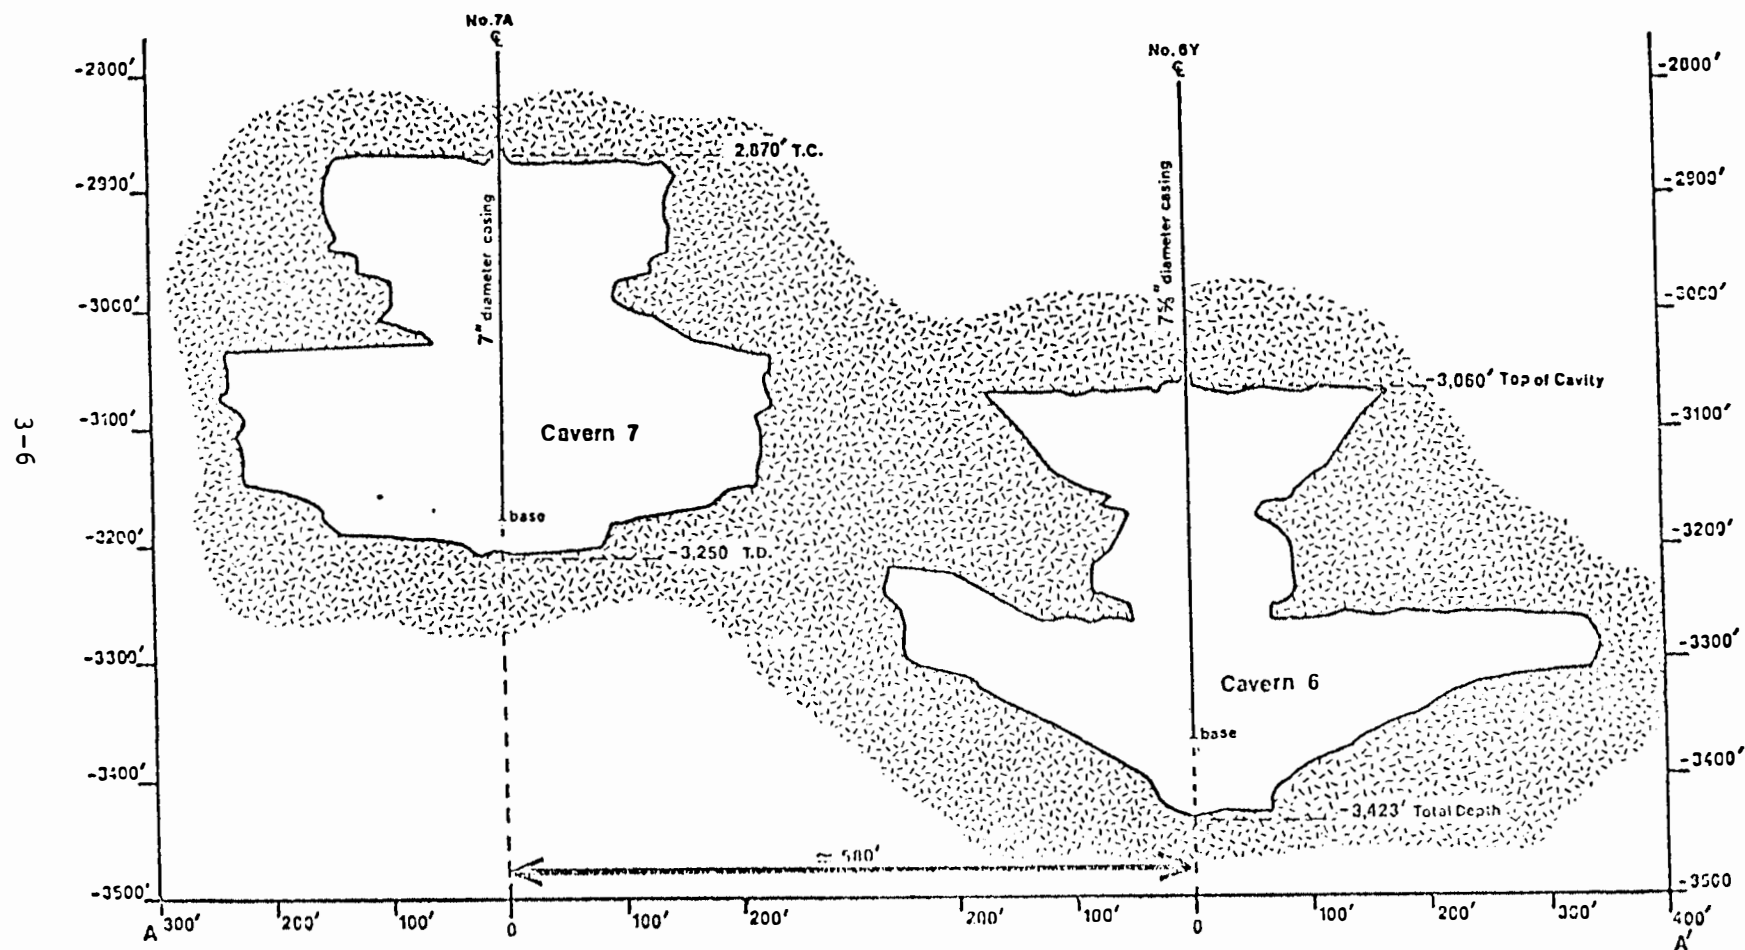 No.7A
℄
No.6Y
℄
-2800'
-2900'
-3000'
-3100'
-3200'
-3300'
-3400'
-3500'
-2800'
-2900'
-3000'
-3100'
-3200'
-3300'
-3400'
-3500
2,870' T.C.
7" diameter casing
diameter casing
-3,060' Top of Cavity
Cavern 7
base
-3,250 T.D.
Cavern 6
base
-3,423' Total Depth
≈ 580'
300'
200'
100'
0
100'
200'
200'
100'
0
100'
200'
300'
400'
A
A'
3-6